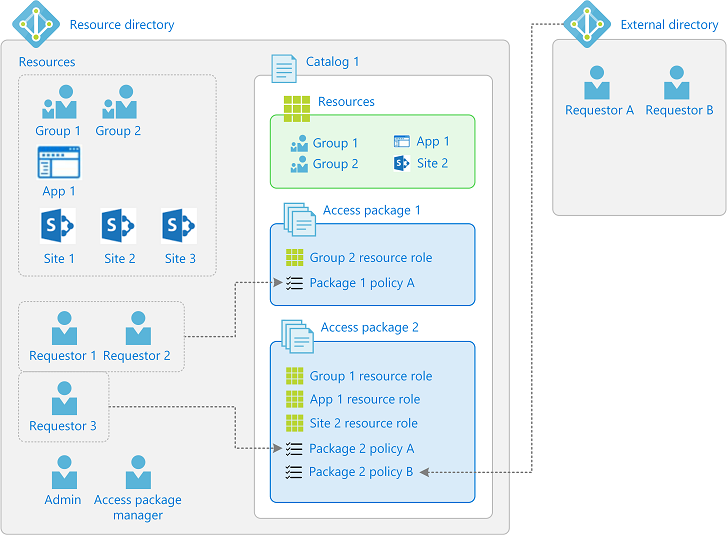 Resource directory
External directory
Resources
Group 1
Group 2
App 1
Site 1
Site 2
Site 3
Requestor 1
Requestor 2
Requestor 3
Admin
Access package
manager
Catalog 1
Resources
Group 1
App 1
Group 2
Site 2
Access package 1
Group 2 resource role
Package 1 policy A
Access package 2
Group 1 resource role
App 1 resource role
Site 2 resource role
Package 2 policy A
Package 2 policy B
Requestor A
Requestor B